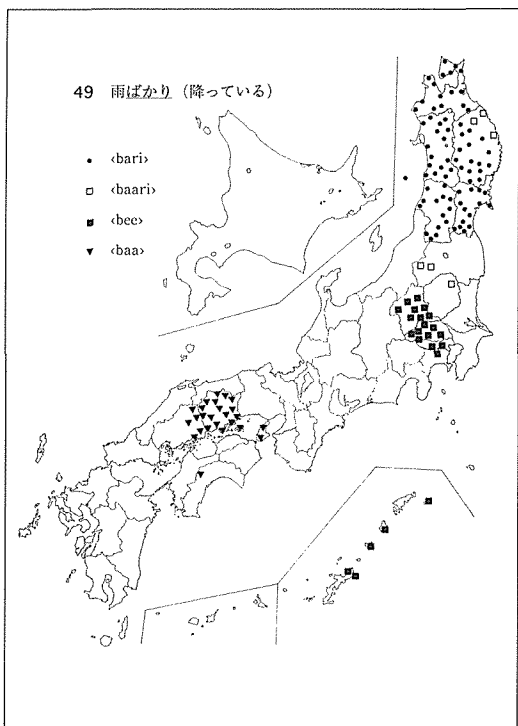 49 雨ばかり（降っている）
• ‹bari›
□ ‹baari›
▣ ‹bee›
▼ ‹baa›